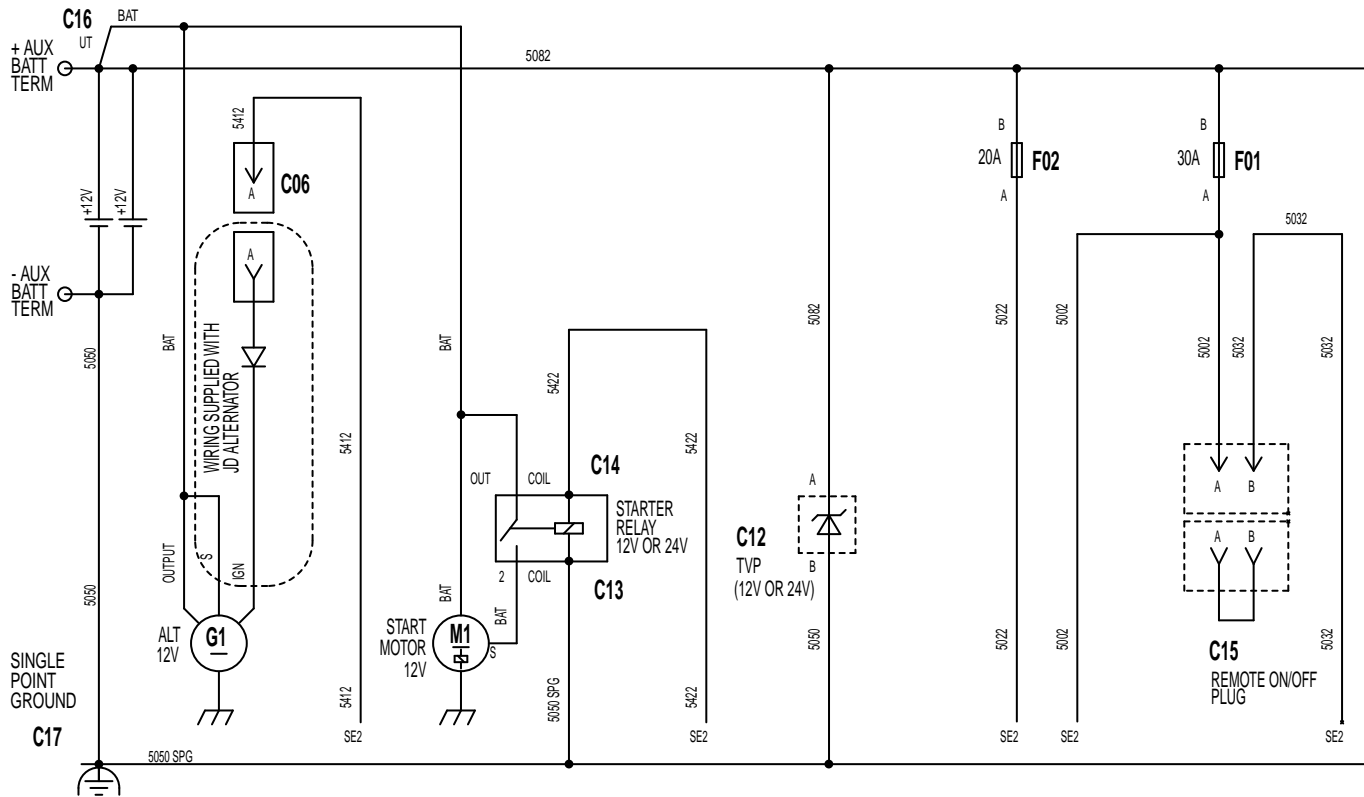 C16
BAT
UT
+ AUX
BATT
TERM
5082
5412
A
C06
+12V
+12V
A
- AUX
BATT
TERM
BAT
5050
WIRING SUPPLIED WITH
JD ALTERNATOR
5412
BAT
5422
5422
C14
OUT
COIL
STARTER
RELAY
12V OR 24V
2
COIL
C13
OUTPUT
S
IGN
BAT
BAT
5050
ALT
12V
G1
START
MOTOR
12V
M1
S
SINGLE
POINT
GROUND
C17
5412
SE2
5050 SPG
5050 SPG
5422
SE2
5082
A
C12
TVP
(12V OR 24V)
B
5050
B
20A
F02
A
B
30A
F01
A
5032
5022
5002
5002
5032
5032
A
B
A
B
C15
REMOTE ON/OFF
PLUG
5022
5002
5032
SE2
SE2
SE2